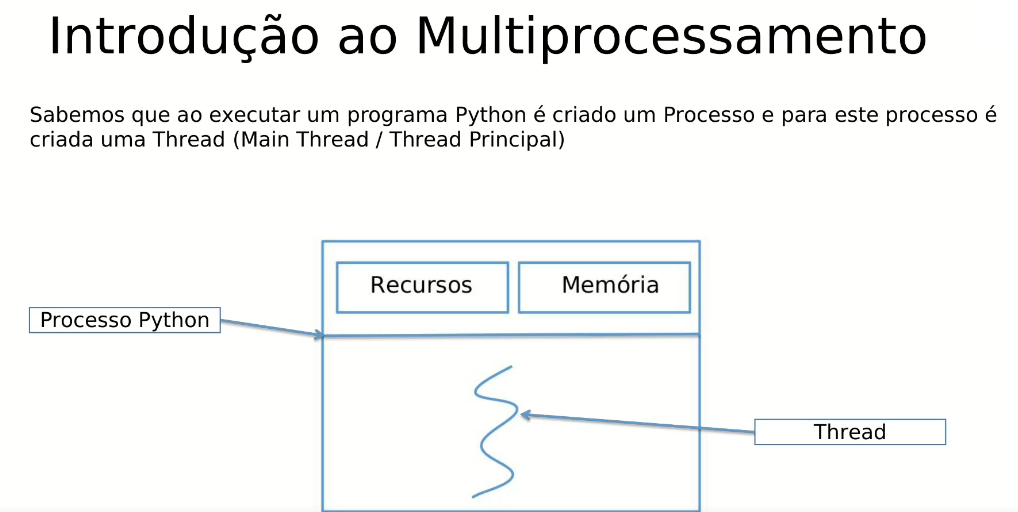 Introdução ao Multiprocessamento
Sabemos que ao executar um programa Python é criado um Processo e para este processo é
criada uma Thread (Main Thread / Thread Principal)
Recursos
Memória
Processo Python
Thread